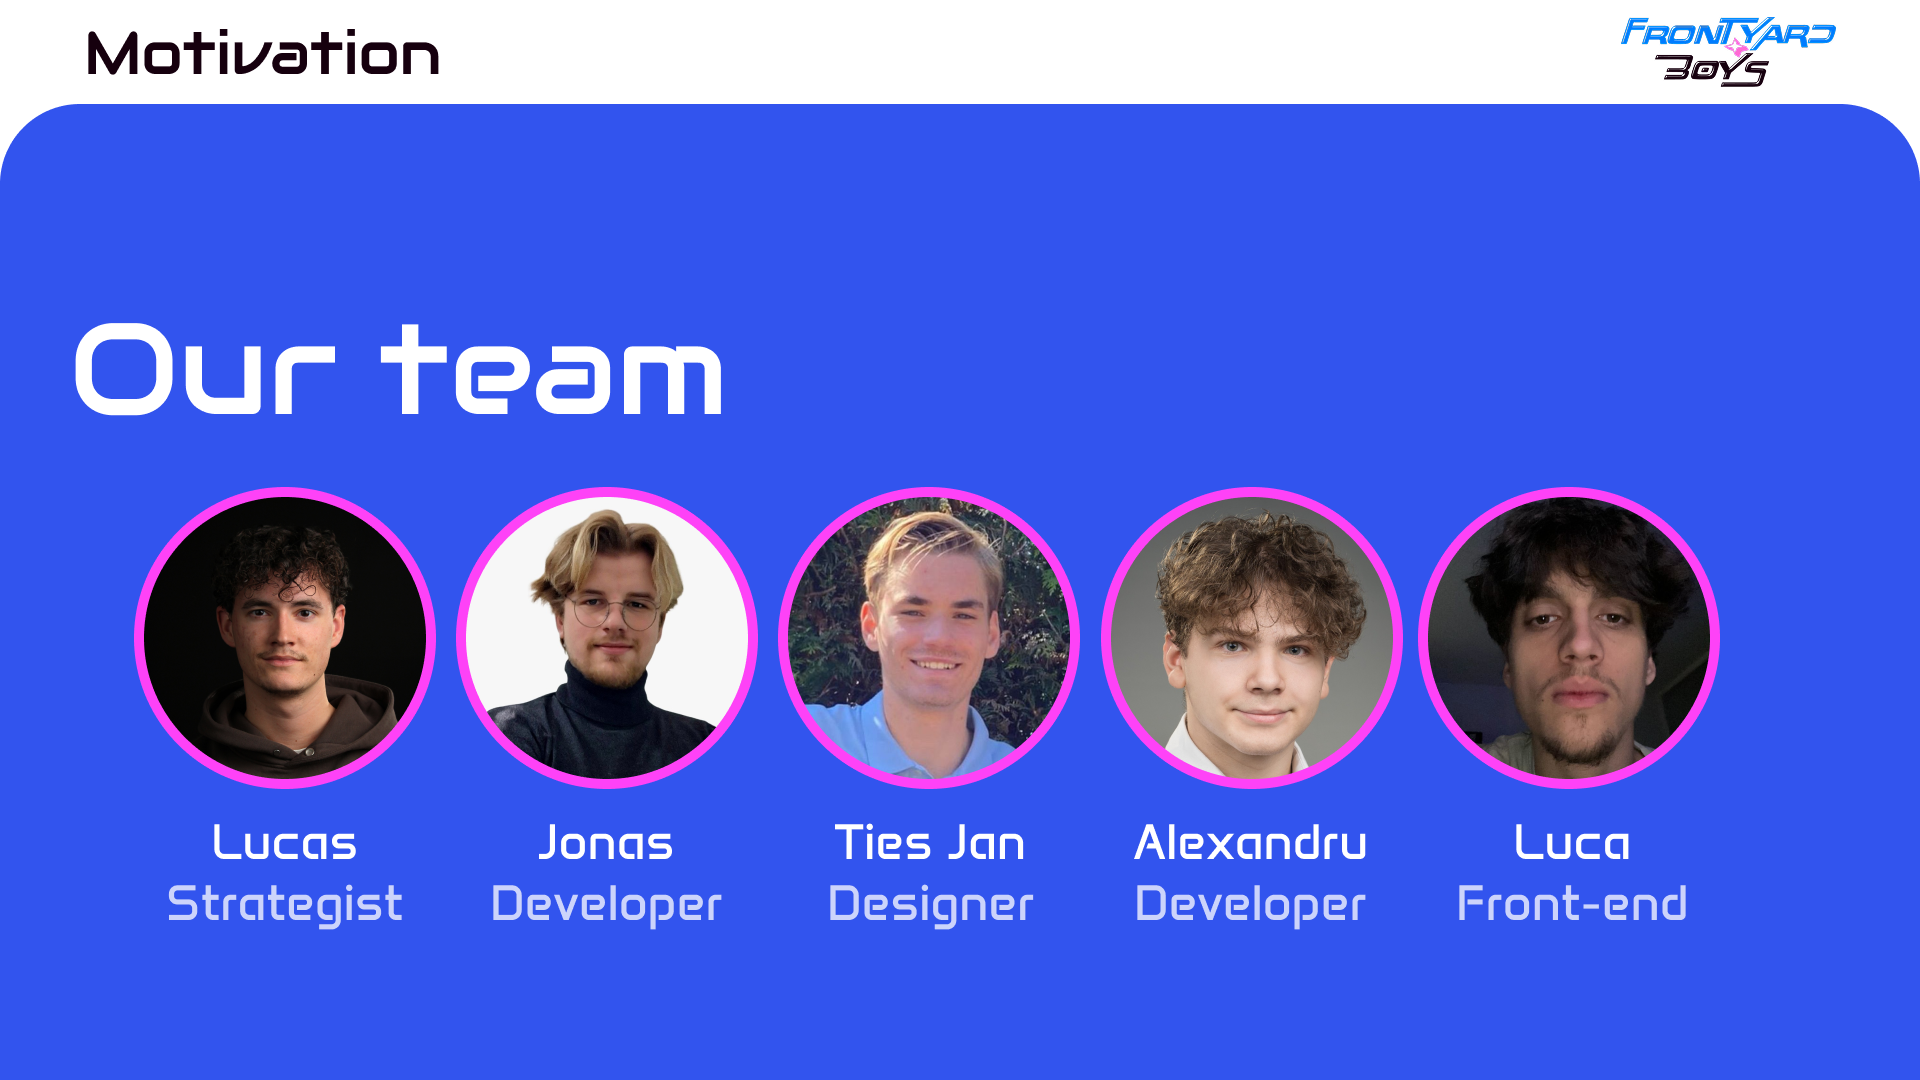 Motivation
FRONTYARD
BOYS
Our team
Lucas
Strategist
Jonas
Developer
Ties Jan
Designer
Alexandru
Developer
Luca
Front-end